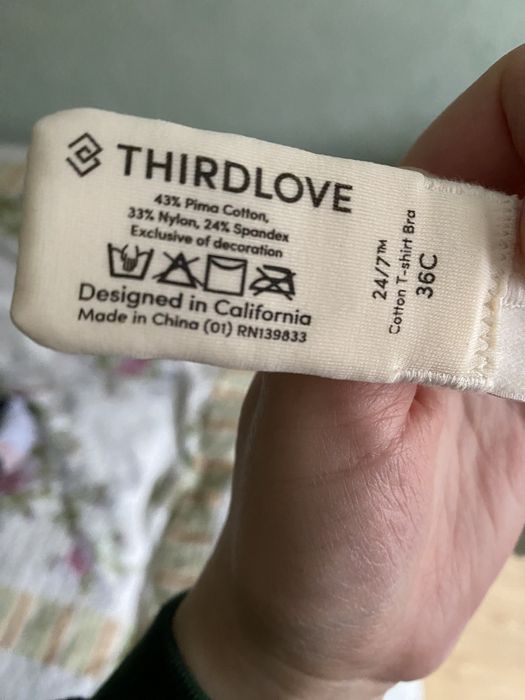 THIRDLOVE
43% Pima Cotton,
33% Nylon, 24% Spandex
Exclusive of decoration
Designed in California
Made in China (01) RN139833
24/7™
Cotton T-shirt Bra
36C